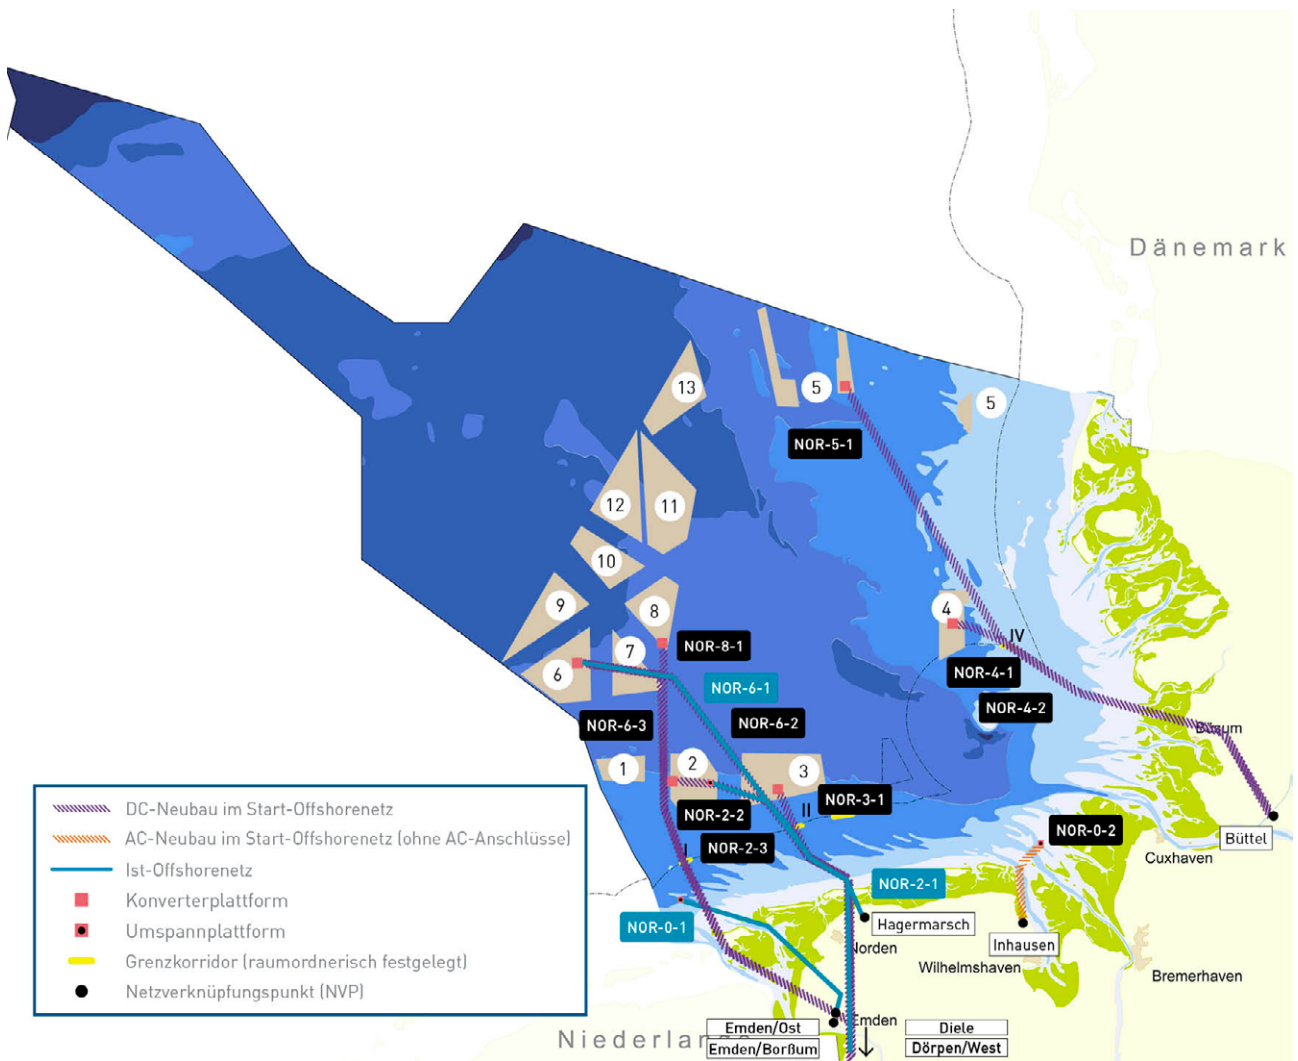 Dänemark
13
5
5
NOR-5-1
12
11
10
9
8
4
IV
7
NOR-8-1
6
NOR-6-1
NOR-4-1
NOR-6-3
NOR-6-2
NOR-4-2
Büsum
1
2
3
NOR-3-1
II
NOR-2-2
NOR-2-3
I
NOR-0-2
Büttel
Cuxhaven
NOR-2-1
NOR-0-1
Hagermarsch
Norden
Inhausen
Wilhelmshaven
Bremerhaven
DC-Neubau im Start-Offshorenetz
AC-Neubau im Start-Offshorenetz (ohne AC-Anschlüsse)
Ist-Offshorenetz
Konverterplattform
Umspannplattform
Grenzkorridor (raumordnerisch festgelegt)
Netzverknüpfungspunkt (NVP)
Emden
Niederlande
Emden/Ost
Emden/Borßum
Diele
Dörpen/West